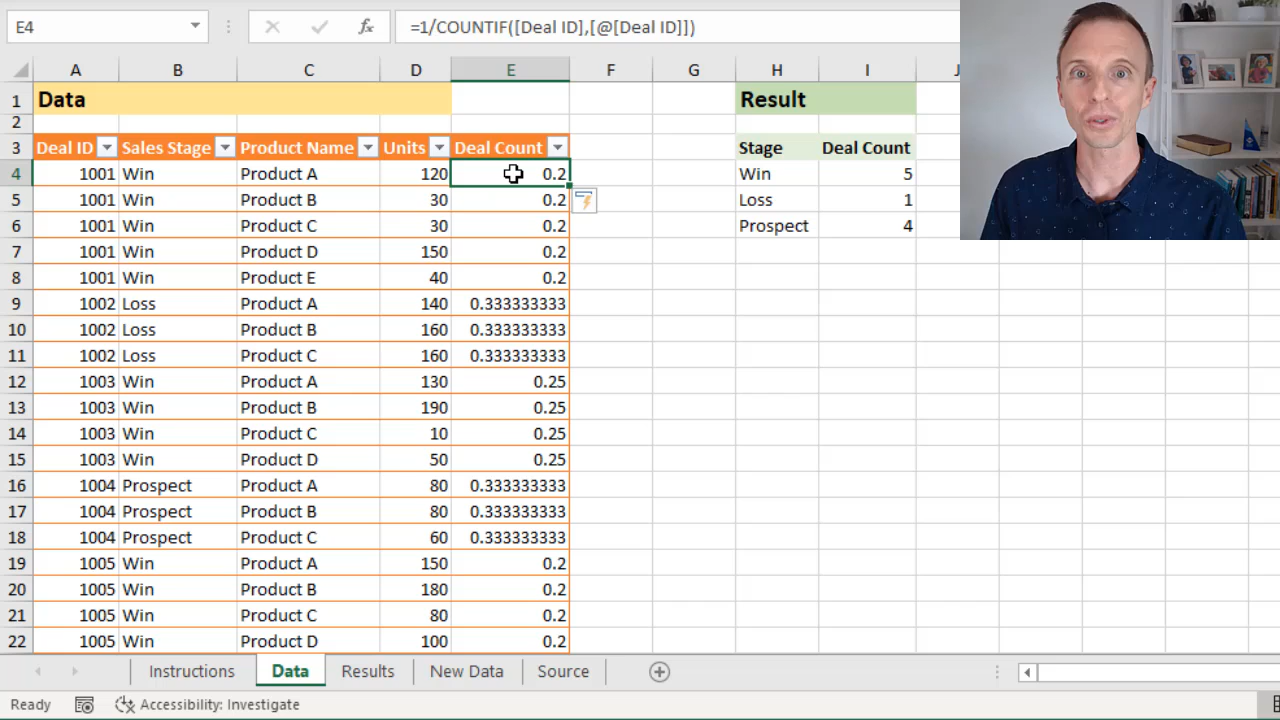 E4 fx =1/COUNTIF([Deal ID],[@[Deal ID]])
A B C D E F G H I J
1 Data Result
2
3 Deal ID Sales Stage Product Name Units Deal Count Stage Deal Count
4 1001 Win Product A 120 0.2 Win 5
5 1001 Win Product B 30 0.2 Loss 1
6 1001 Win Product C 30 0.2 Prospect 4
7 1001 Win Product D 150 0.2
8 1001 Win Product E 40 0.2
9 1002 Loss Product A 140 0.333333333
10 1002 Loss Product B 160 0.333333333
11 1002 Loss Product C 160 0.333333333
12 1003 Win Product A 130 0.25
13 1003 Win Product B 190 0.25
14 1003 Win Product C 10 0.25
15 1003 Win Product D 50 0.25
16 1004 Prospect Product A 80 0.333333333
17 1004 Prospect Product B 80 0.333333333
18 1004 Prospect Product C 60 0.333333333
19 1005 Win Product A 150 0.2
20 1005 Win Product B 180 0.2
21 1005 Win Product C 80 0.2
22 1005 Win Product D 100 0.2
Instructions Data Results New Data Source
Ready Accessibility: Investigate